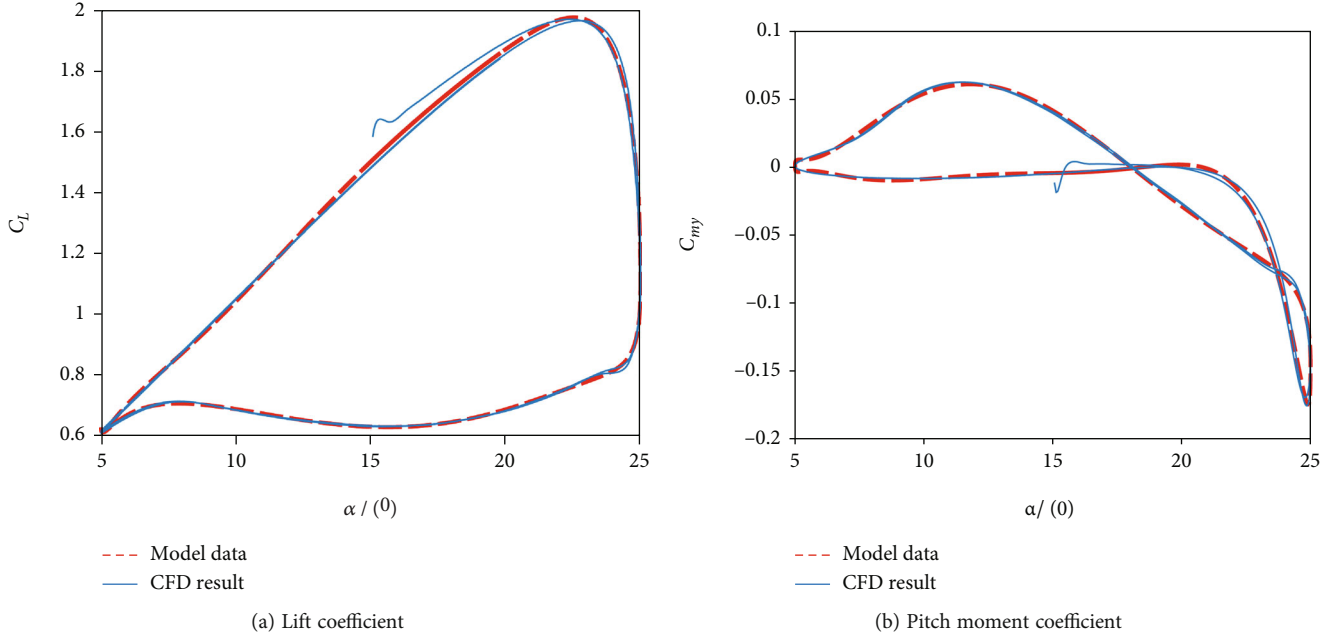 2
1.8
1.6
1.4
1.2
1
0.8
0.6
C_L
5 10 15 20 25
α / (⁰)
Model data
CFD result
(a) Lift coefficient
0.1
0.05
0
−0.05
−0.1
−0.15
−0.2
C_my
5 10 15 20 25
α/ (0)
Model data
CFD result
(b) Pitch moment coefficient